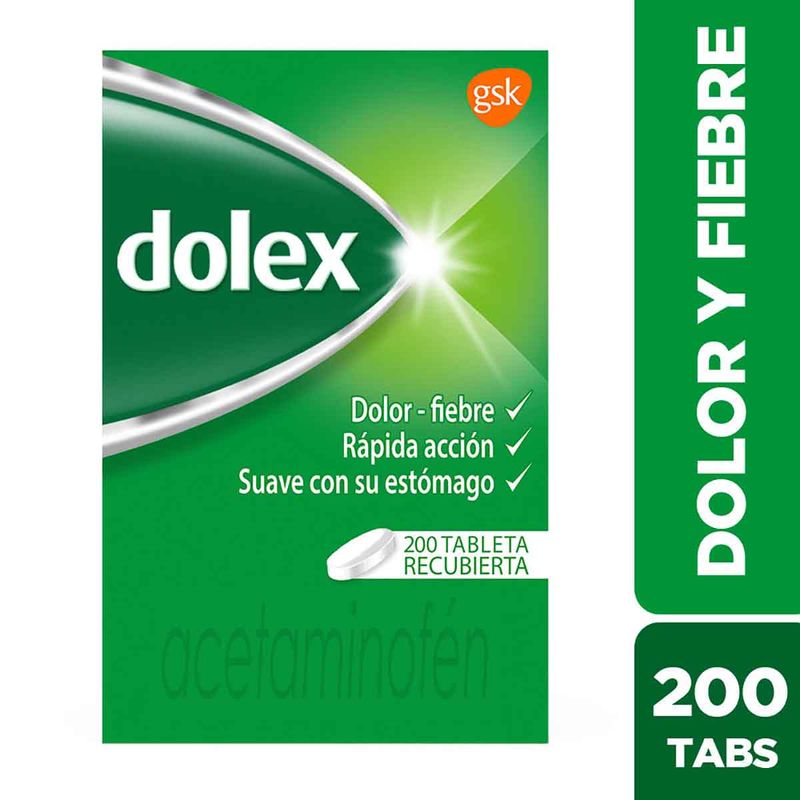 gsk
dolex
Dolor - fiebre
Rápida acción
Suave con su estómago
200 TABLETA
RECUBIERTA
acetaminofén
DOLOR Y FIEBRE
200
TABS